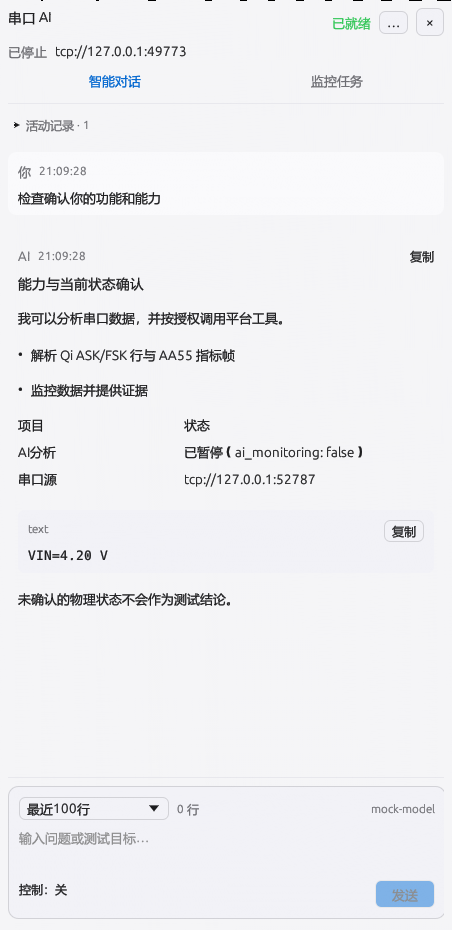 串口 AI
已就绪
…
×
已停止 tcp://127.0.0.1:49773
智能对话 监控任务
▸ 活动记录 · 1
你 21:09:28
检查确认你的功能和能力
AI 21:09:28 复制
能力与当前状态确认
我可以分析串口数据，并按授权调用平台工具。
• 解析 Qi ASK/FSK 行与 AA55 指标帧
• 监控数据并提供证据
项目 状态
AI分析 已暂停（ai_monitoring: false）
串口源 tcp://127.0.0.1:52787
text 复制
VIN=4.20 V
未确认的物理状态不会作为测试结论。
最近100行 ▼ 0 行 mock-model
输入问题或测试目标…
控制：关 发送